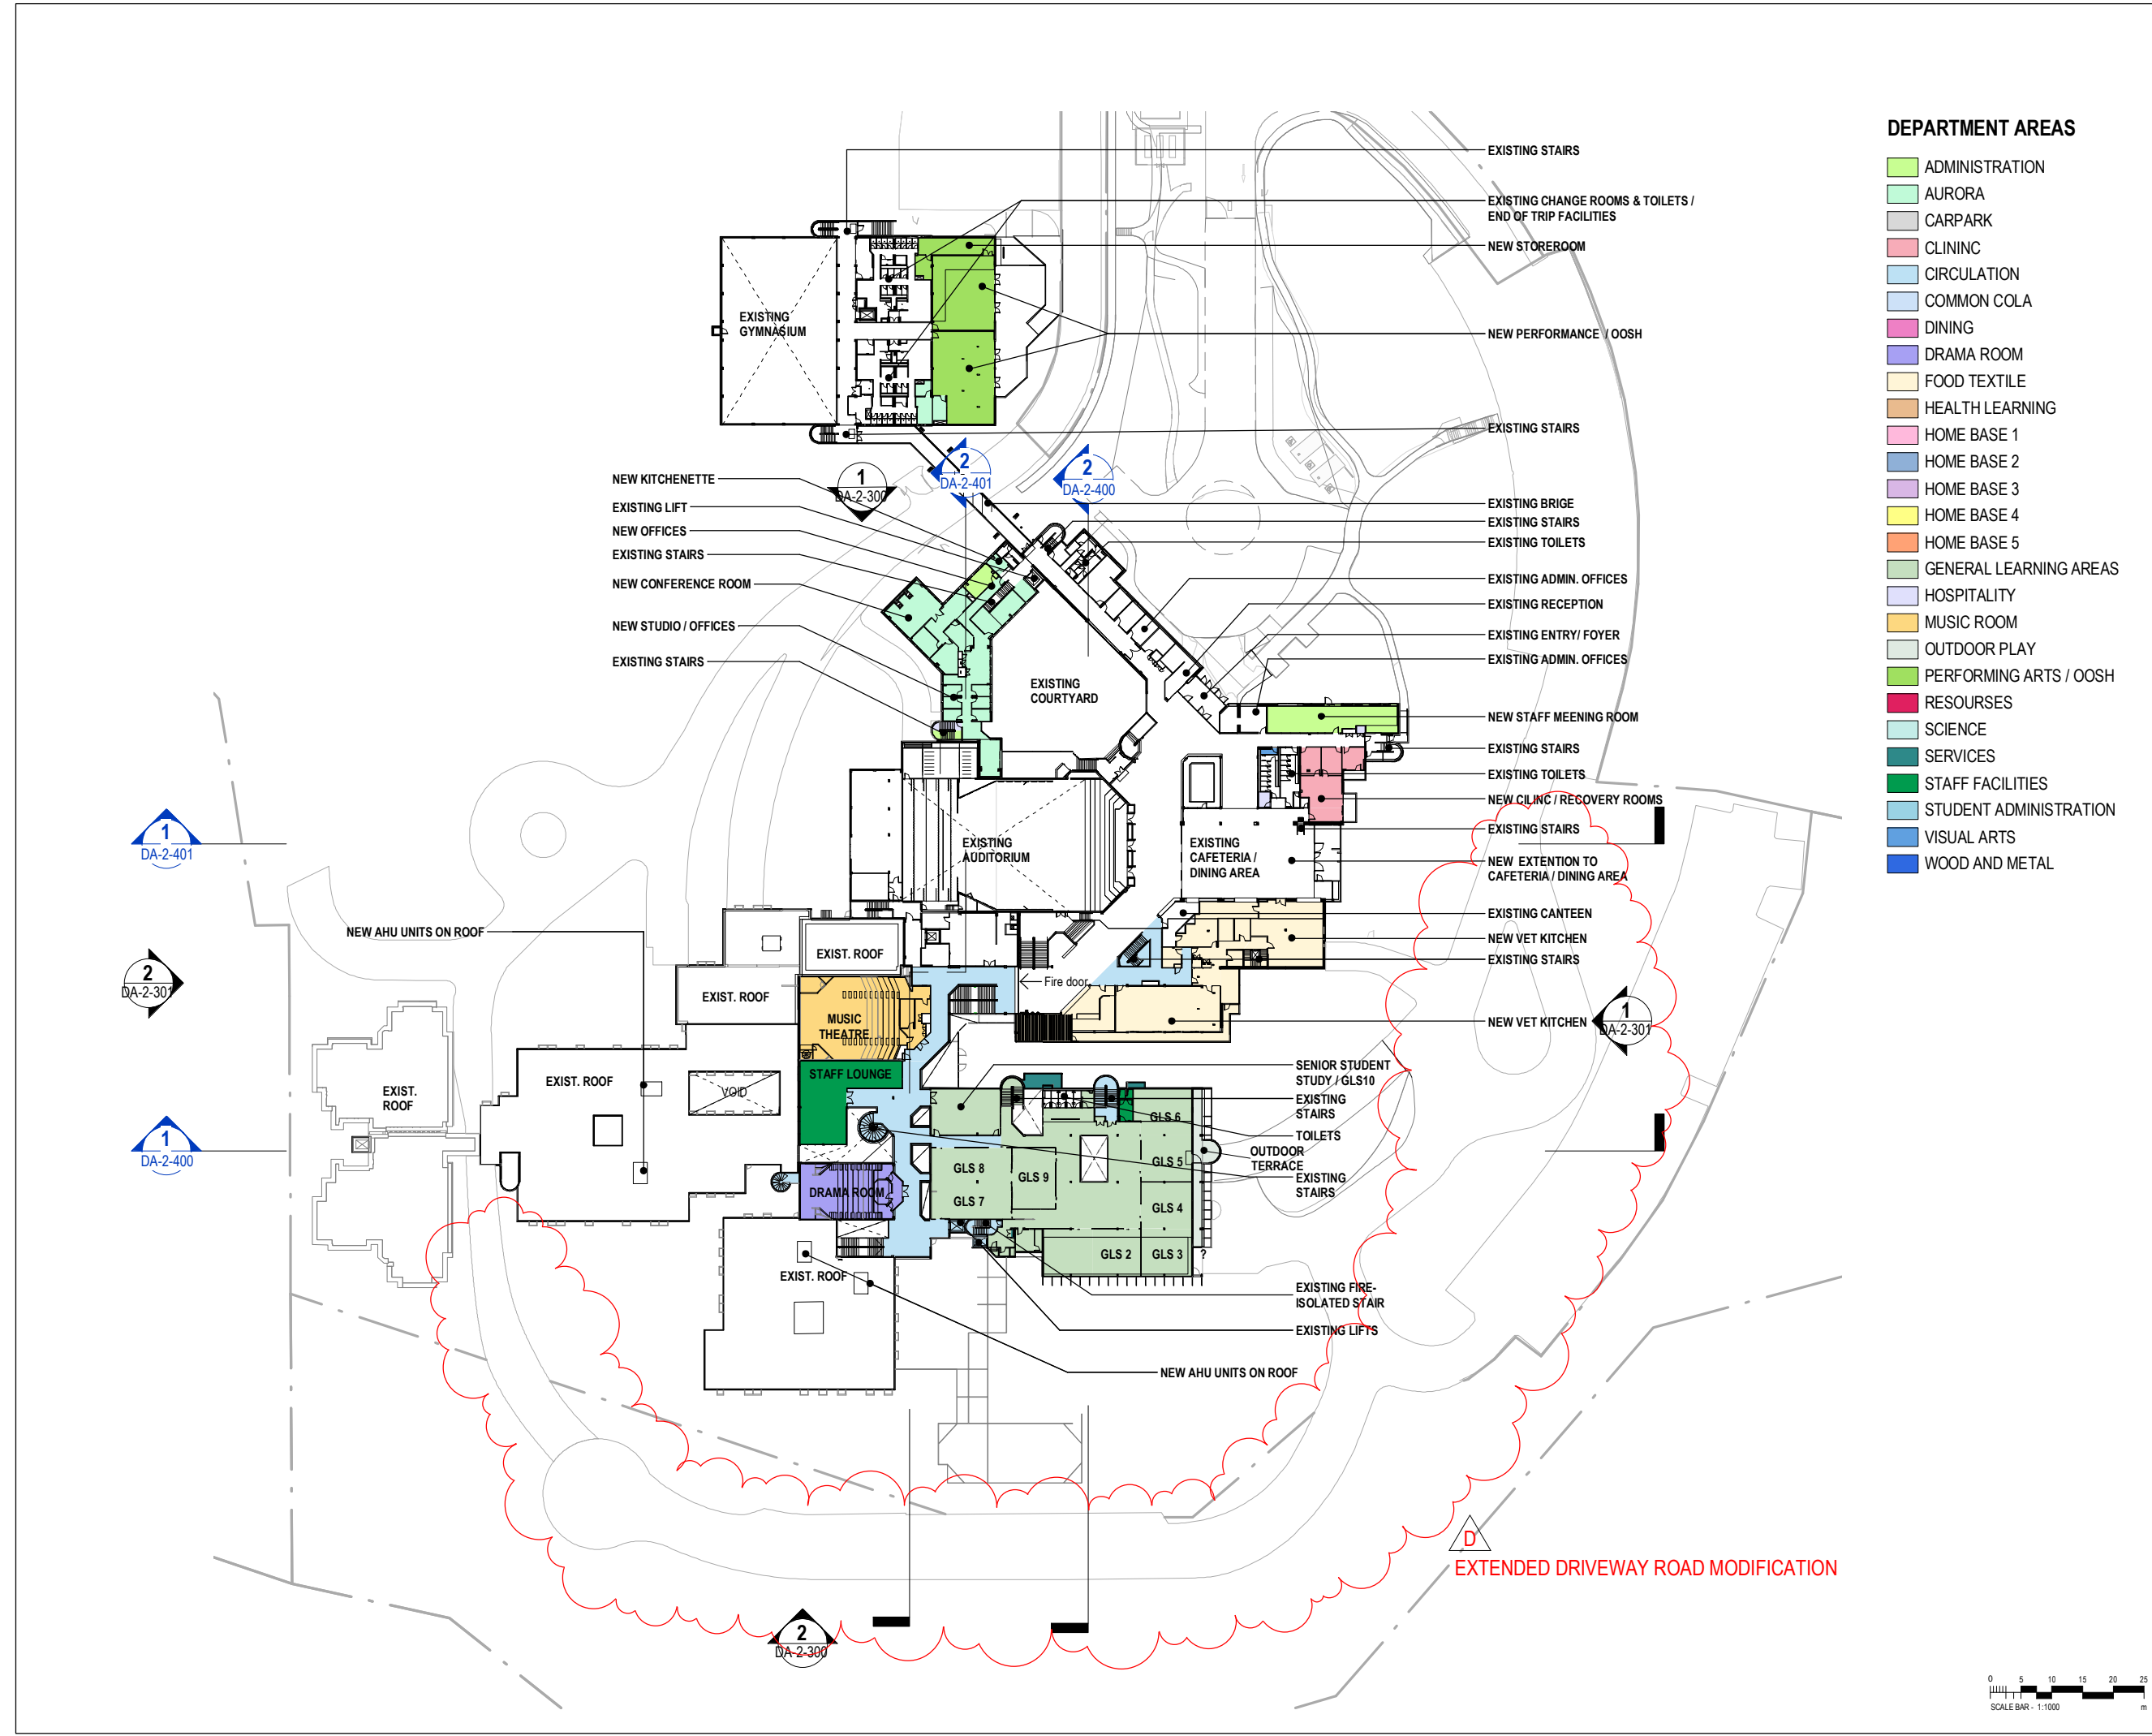 DEPARTMENT AREAS
ADMINISTRATION
AURORA
CARPARK
CLININC
CIRCULATION
COMMON COLA
DINING
DRAMA ROOM
FOOD TEXTILE
HEALTH LEARNING
HOME BASE 1
HOME BASE 2
HOME BASE 3
HOME BASE 4
HOME BASE 5
GENERAL LEARNING AREAS
HOSPITALITY
MUSIC ROOM
OUTDOOR PLAY
PERFORMING ARTS / OOSH
RESOURSES
SCIENCE
SERVICES
STAFF FACILITIES
STUDENT ADMINISTRATION
VISUAL ARTS
WOOD AND METAL
EXISTING STAIRS
EXISTING CHANGE ROOMS & TOILETS /
END OF TRIP FACILITIES
NEW STOREROOM
NEW PERFORMANCE / OOSH
EXISTING STAIRS
EXISTING BRIGE
EXISTING STAIRS
EXISTING TOILETS
EXISTING ADMIN. OFFICES
EXISTING RECEPTION
EXISTING ENTRY/ FOYER
EXISTING ADMIN. OFFICES
NEW STAFF MEENING ROOM
EXISTING STAIRS
EXISTING TOILETS
NEW CILINC / RECOVERY ROOMS
EXISTING STAIRS
NEW EXTENTION TO
CAFETERIA / DINING AREA
EXISTING CANTEEN
NEW VET KITCHEN
EXISTING STAIRS
NEW VET KITCHEN
EXISTING
GYMNASIUM
1
DA-2-300
2
DA-2-401
2
DA-2-400
NEW KITCHENETTE
EXISTING LIFT
NEW OFFICES
EXISTING STAIRS
NEW CONFERENCE ROOM
NEW STUDIO / OFFICES
EXISTING STAIRS
EXISTING
COURTYARD
EXISTING
AUDITORIUM
EXISTING
CAFETERIA /
DINING AREA
1
DA-2-401
2
DA-2-301
1
DA-2-400
1
DA-2-301
NEW AHU UNITS ON ROOF
EXIST. ROOF
EXIST. ROOF
EXIST. ROOF
EXIST.
ROOF
VOID
Fire door
MUSIC
THEATRE
STAFF LOUNGE
DRAMA ROOM
EXIST. ROOF
SENIOR STUDENT
STUDY / GLS10
EXISTING
STAIRS
TOILETS
OUTDOOR
TERRACE
EXISTING
STAIRS
GLS 6
GLS 5
GLS 8
GLS 9
GLS 7
GLS 4
GLS 2
GLS 3
?
EXISTING FIRE-
ISOLATED STAIR
EXISTING LIFTS
NEW AHU UNITS ON ROOF
D
EXTENDED DRIVEWAY ROAD MODIFICATION
2
DA-2-300
0 5 10 15 20 25
SCALE BAR - 1:1000 m